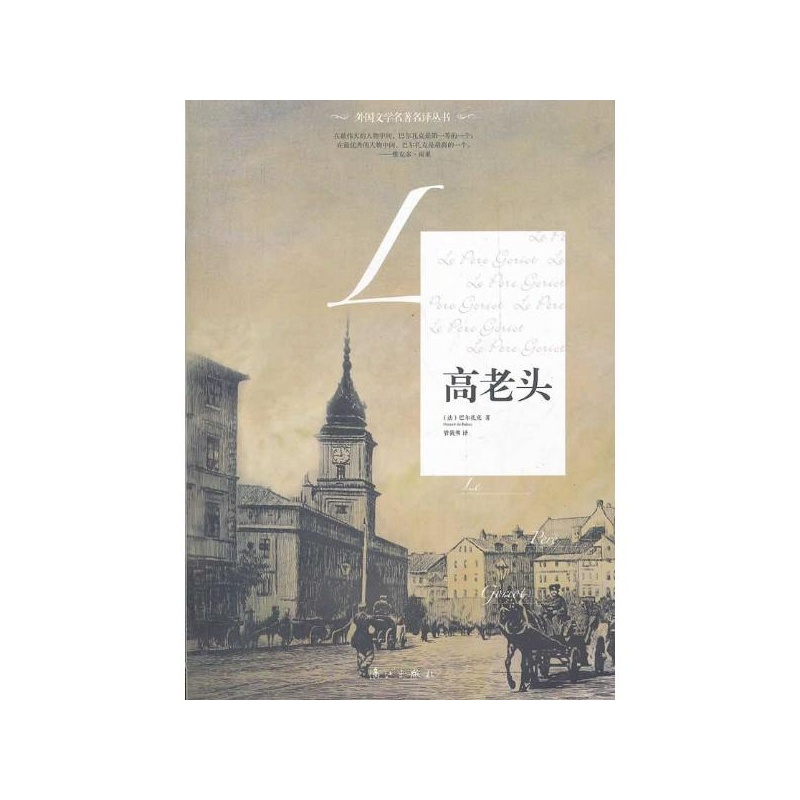 外国文学名著名译丛书
在最伟大的人物中间，巴尔扎克是第一等的一个；
在最优秀的人物中间，巴尔扎克是最高的一个。
——维克多·雨果
L
Le P
Le Père Goriot Le
Le Père Goriot
Père Goriot Le Père
Le Père Goriot
Le Père Goriot
高老头
（法）巴尔扎克 著
Honoré de Balzac
译
Le
Père
Goriot